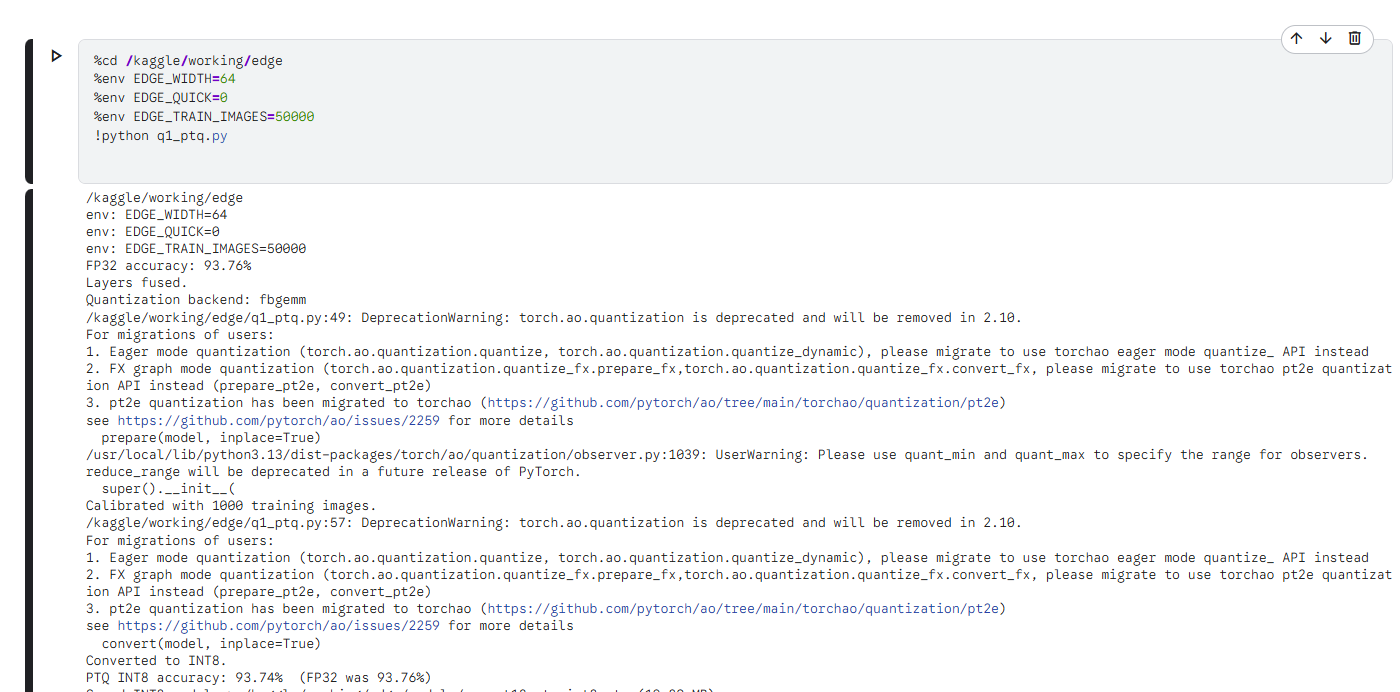 %cd /kaggle/working/edge
%env EDGE_WIDTH=64
%env EDGE_QUICK=0
%env EDGE_TRAIN_IMAGES=50000
!python q1_ptq.py
/kaggle/working/edge
env: EDGE_WIDTH=64
env: EDGE_QUICK=0
env: EDGE_TRAIN_IMAGES=50000
FP32 accuracy: 93.76%
Layers fused.
Quantization backend: fbgemm
/kaggle/working/edge/q1_ptq.py:49: DeprecationWarning: torch.ao.quantization is deprecated and will be removed in 2.10.
For migrations of users:
1. Eager mode quantization (torch.ao.quantization.quantize, torch.ao.quantization.quantize_dynamic), please migrate to use torchao eager mode quantize_ API instead
2. FX graph mode quantization (torch.ao.quantization.quantize_fx.prepare_fx,torch.ao.quantization.quantize_fx.convert_fx, please migrate to use torchao pt2e quantizat
ion API instead (prepare_pt2e, convert_pt2e)
3. pt2e quantization has been migrated to torchao (https://github.com/pytorch/ao/tree/main/torchao/quantization/pt2e)
see https://github.com/pytorch/ao/issues/2259 for more details
prepare(model, inplace=True)
/usr/local/lib/python3.13/dist-packages/torch/ao/quantization/observer.py:1039: UserWarning: Please use quant_min and quant_max to specify the range for observers.
reduce_range will be deprecated in a future release of PyTorch.
super().__init__(
Calibrated with 1000 training images.
/kaggle/working/edge/q1_ptq.py:57: DeprecationWarning: torch.ao.quantization is deprecated and will be removed in 2.10.
For migrations of users:
1. Eager mode quantization (torch.ao.quantization.quantize, torch.ao.quantization.quantize_dynamic), please migrate to use torchao eager mode quantize_ API instead
2. FX graph mode quantization (torch.ao.quantization.quantize_fx.prepare_fx,torch.ao.quantization.quantize_fx.convert_fx, please migrate to use torchao pt2e quantizat
ion API instead (prepare_pt2e, convert_pt2e)
3. pt2e quantization has been migrated to torchao (https://github.com/pytorch/ao/tree/main/torchao/quantization/pt2e)
see https://github.com/pytorch/ao/issues/2259 for more details
convert(model, inplace=True)
Converted to INT8.
PTQ INT8 accuracy: 93.74%  (FP32 was 93.76%)